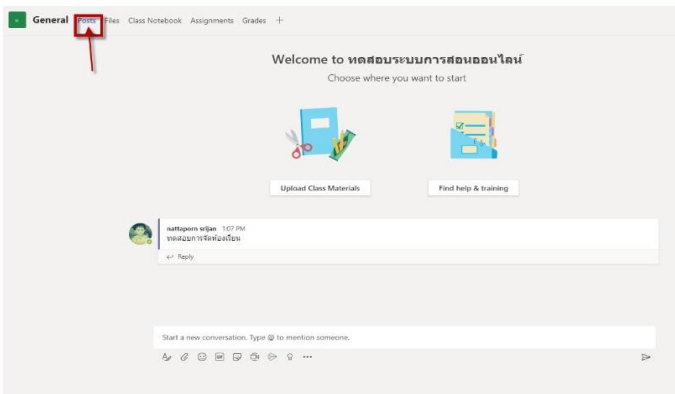 General Posts Files Class Notebook Assignments Grades +
Welcome to ทดสอบระบบการสอนออนไลน์
Choose where you want to start
Upload Class Materials Find help & training
nattaporn srijan 1:07 PM
ทดสอบการจัดห้องเรียน
Reply
Start a new conversation. Type @ to mention someone.
GIF